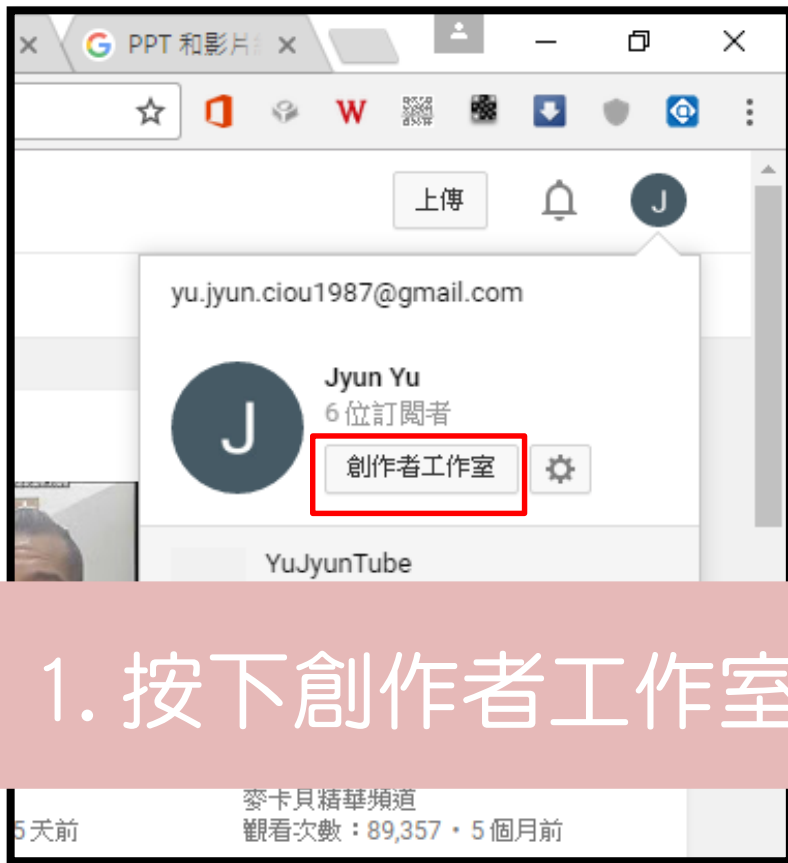 PPT 和影片
上傳
J
yu.jyun.ciou1987@gmail.com
Jyun Yu
J
6 位訂閱者
創作者工作室
YuJyunTube
1. 按下創作者工作室
麥卡貝精華頻道
5 天前
觀看次數：89,357・5 個月前